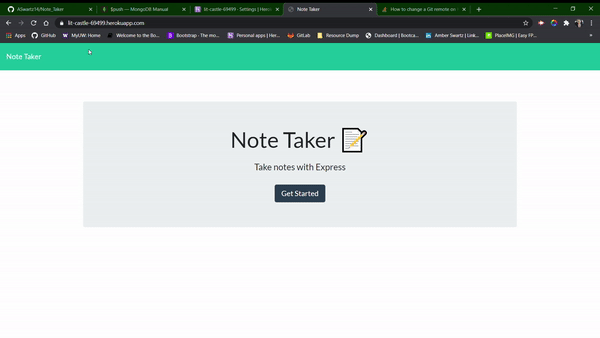 ASwartz14/Note_Taker
$push — MongoDB Manual
lit-castle-69499 - Settings | Hero
Note Taker
How to change a Git remote on
lit-castle-69499.herokuapp.com
Apps
GitHub
MyUW: Home
Welcome to the Bo...
Bootstrap · The mo...
Personal apps | Her...
GitLab
Resource Dump
Dashboard | Bootca...
Amber Swartz | Link...
PlaceIMG | Easy FP...
Note Taker
Note Taker 📝
Take notes with Express
Get Started